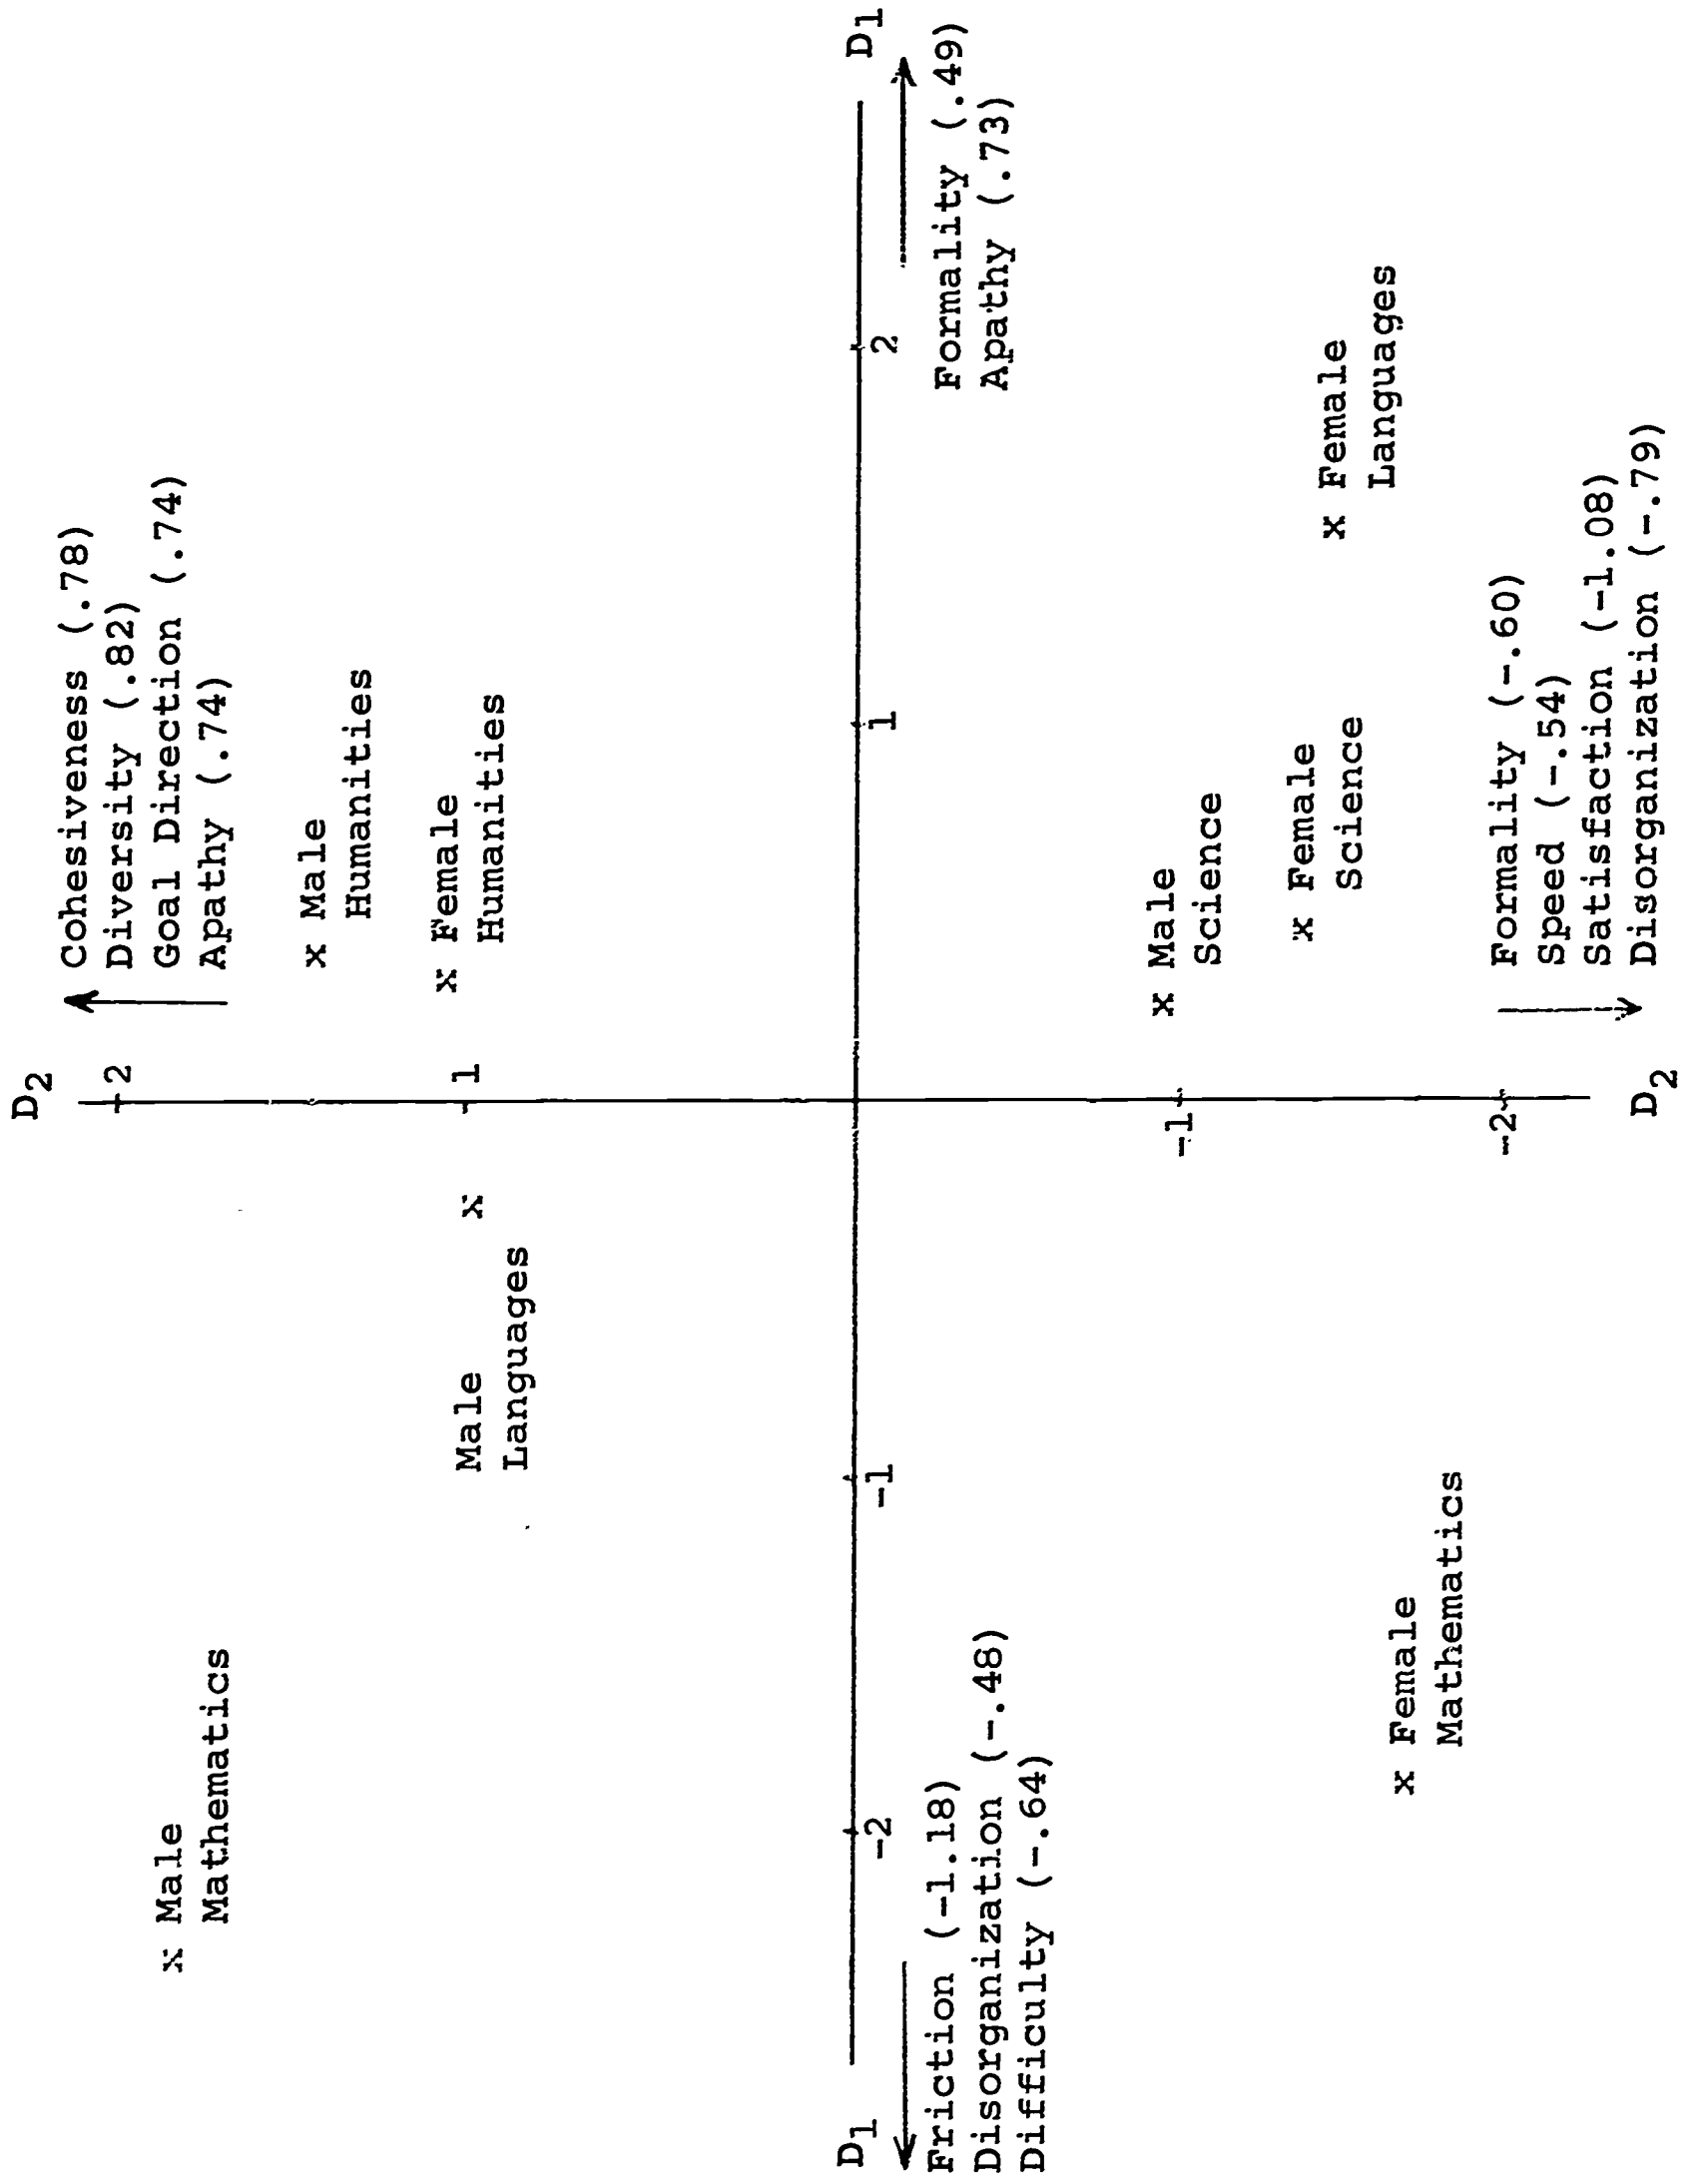 D2
2
Cohesiveness (.78)
Diversity (.82)
Goal Direction (.74)
Apathy (.74)
x Male
Mathematics
x Male
Humanities
x
Male
Languages
1
x Female
Humanities
D1
-2
-1
1
2
D1
Friction (-1.18)
Disorganization (-.48)
Difficulty (-.64)
Formality (.49)
Apathy (.73)
-1
x Male
Science
x Female
Science
x Female
Languages
x Female
Mathematics
-2
Formality (-.60)
Speed (-.54)
Satisfaction (-1.08)
Disorganization (-.79)
D2